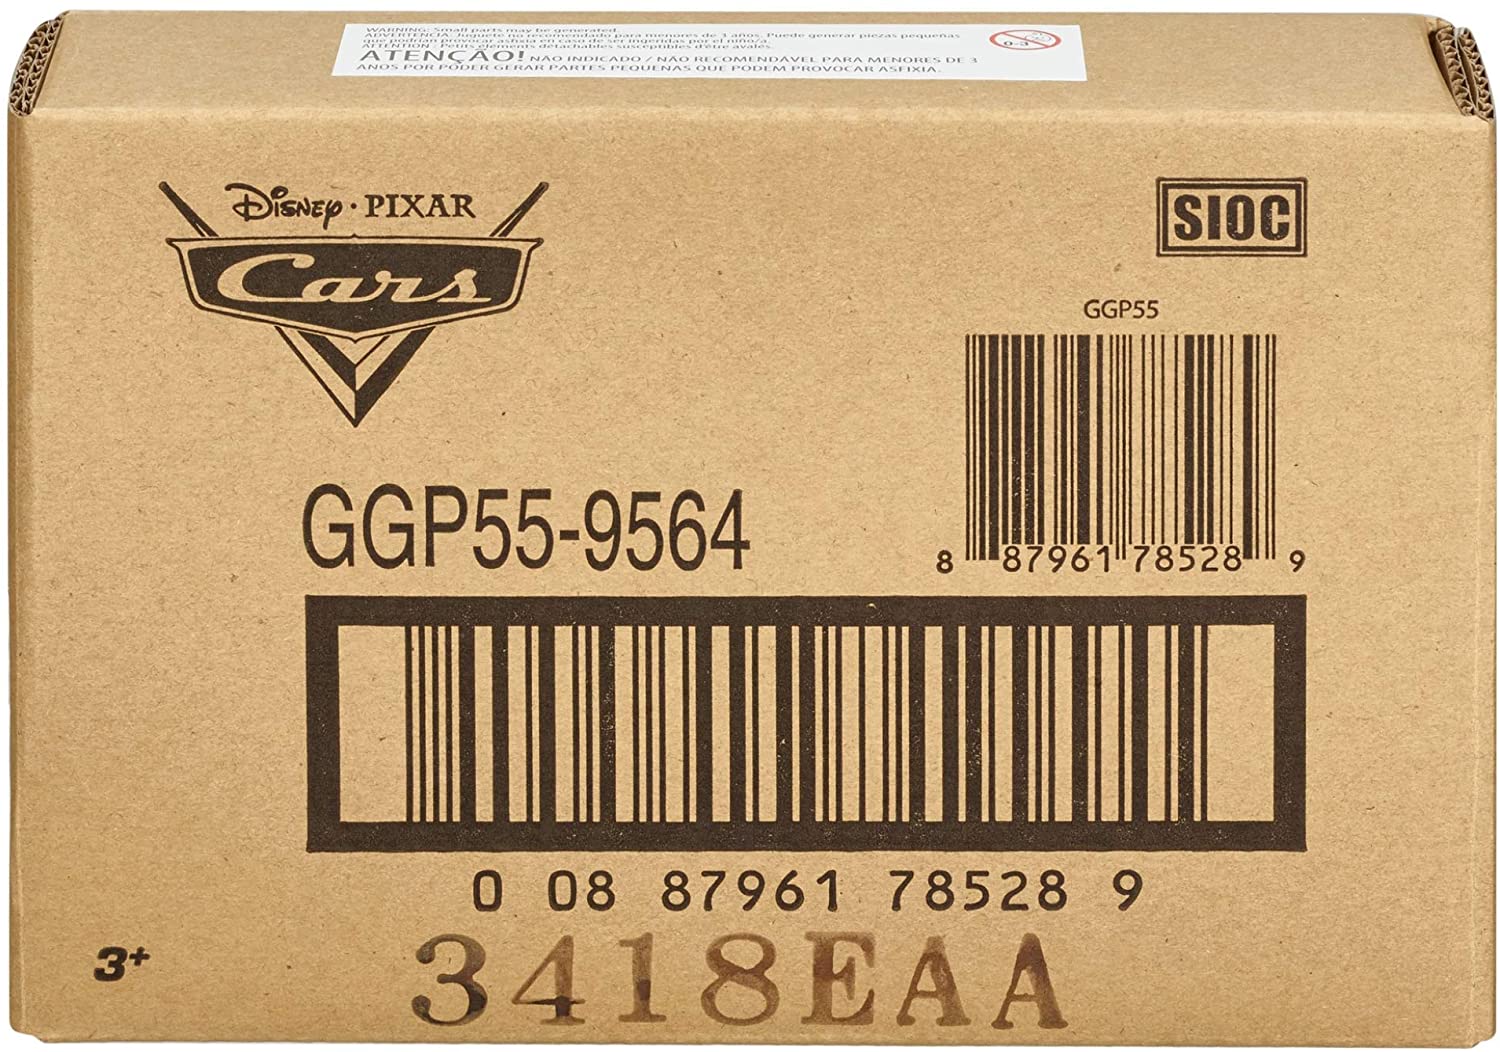 WARNING: Small parts may be generated.
ADVERTENCIA: Juguete no recomendado para menores de 3 años. Puede generar piezas pequeñas
que podrían provocar asfixia en caso de ser ingeridas por el niño/a.
ATTENTION : Petits éléments détachables susceptibles d'être avalés.
ATENÇÃO! NÃO INDICADO / NÃO RECOMENDÁVEL PARA MENORES DE 3
ANOS POR PODER GERAR PARTES PEQUENAS QUE PODEM PROVOCAR ASFIXIA.
0-3
Disney · PIXAR
Cars
SIOC
GGP55
8 87961 78528 9
GGP55-9564
0 08 87961 78528 9
3+
3418EAA